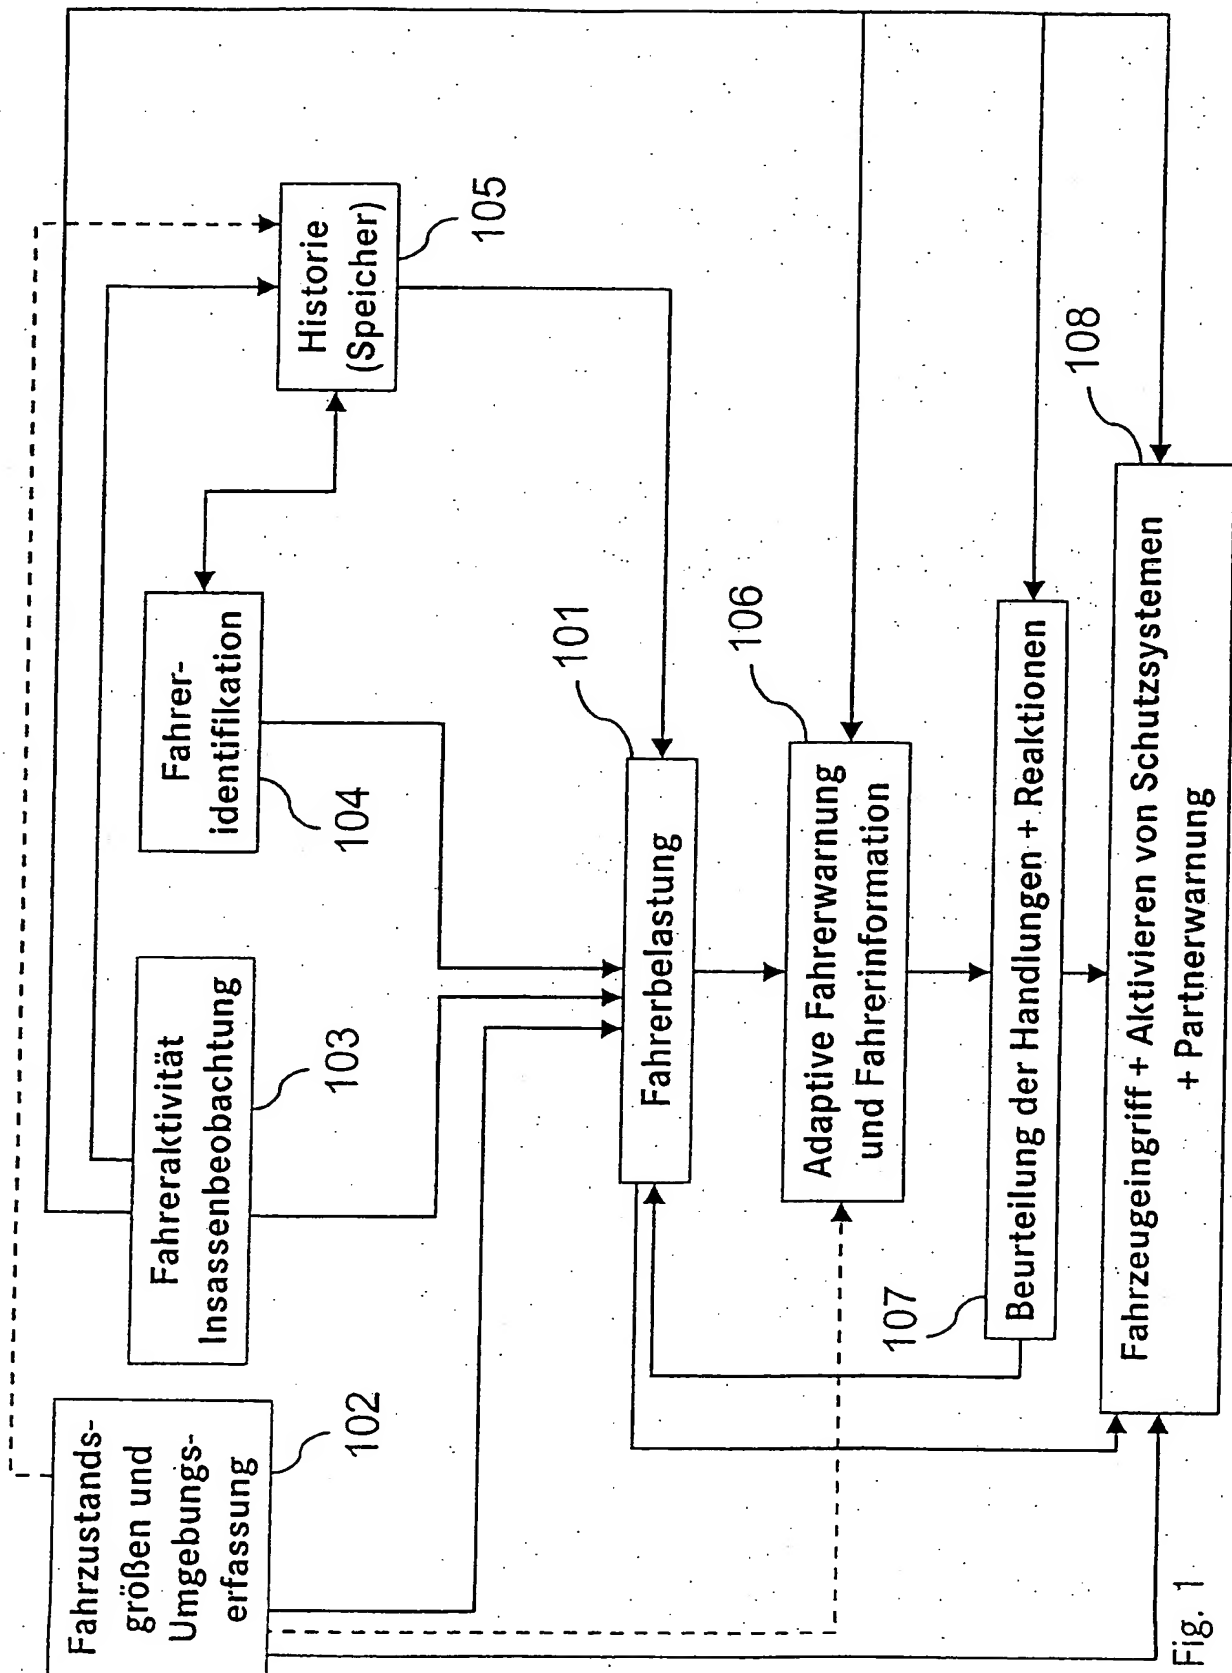 Fahrzustands-
größen und
Umgebungs-
erfassung
102
Fahreraktivität
Insassenbeobachtung
103
Fahrer-
identifikation
104
Historie
(Speicher)
105
Fahrerbelastung
101
Adaptive Fahrerwarnung
und Fahrerinformation
106
Beurteilung der Handlungen + Reaktionen
107
Fahrzeugeingriff + Aktivieren von Schutzsystemen
+ Partnerwarnung
108
Fig. 1